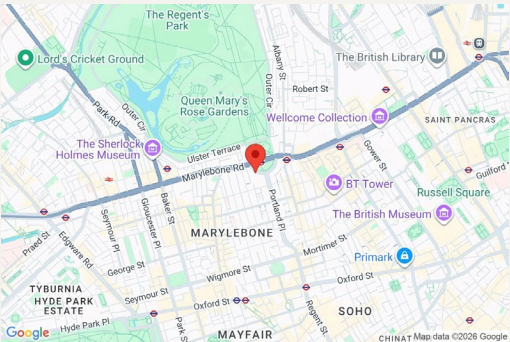 The Regent's
Park
Lord's Cricket Ground
The British Library
Albany St
Outer Cir
Robert St
Outer Cir
Park Rd
Queen Mary's
Rose Gardens
Wellcome Collection
SAINT PANCRAS
The Sherlock
Holmes Museum
Ulster Terrace
Marylebone Rd
Gower St
Guilford
BT Tower
Russell Square
Baker St
Gloucester Pl
Seymour Pl
Portland Pl
The British Museum
MARYLEBONE
Praed St
Edgware Rd
Mortimer St
George St
Wigmore St
Primark
Oxford St
TYBURNIA
HYDE PARK
ESTATE
Seymour St
Oxford St
Regent St
SOHO
Hyde Park Pl
Park St
MAYFAIR
CHINAT
Google
Map data ©2026 Google